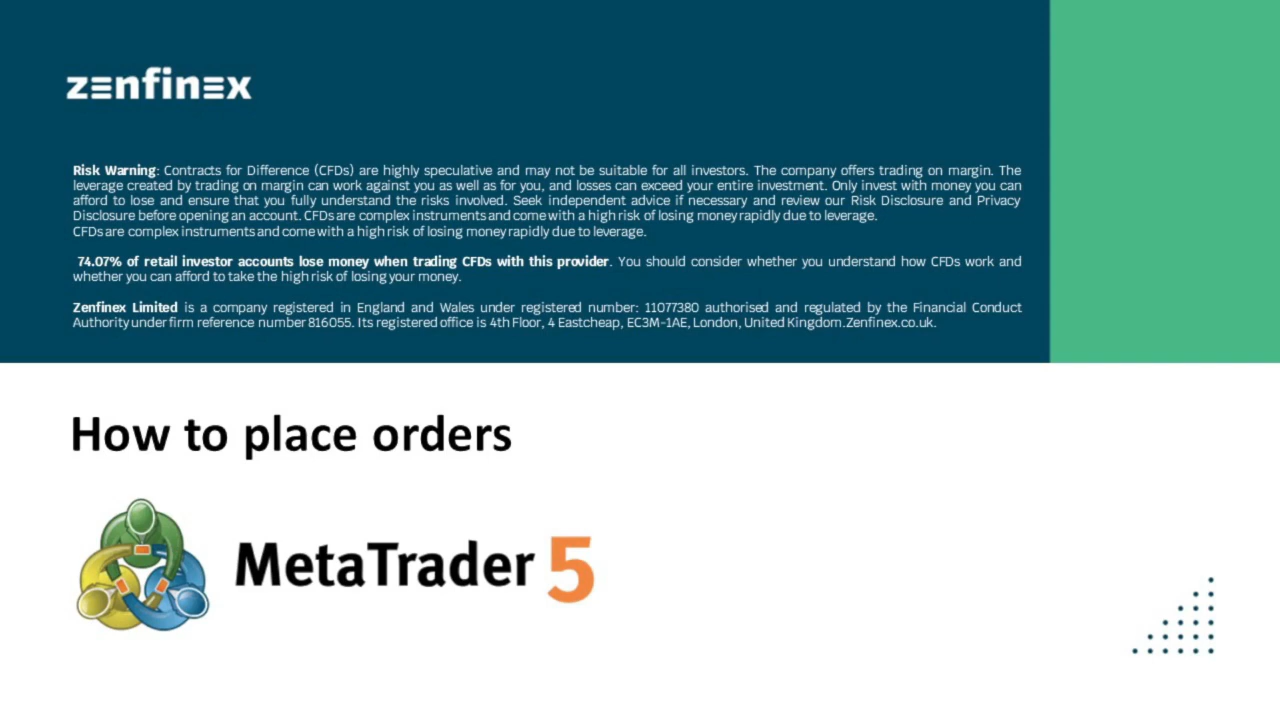 zenfinex
Risk Warning: Contracts for Difference (CFDs) are highly speculative and may not be suitable for all investors. The company offers trading on margin. The
leverage created by trading on margin can work against you as well as for you, and losses can exceed your entire investment. Only invest with money you can
afford to lose and ensure that you fully understand the risks involved. Seek independent advice if necessary and review our Risk Disclosure and Privacy
Disclosure before opening an account. CFDs are complex instruments and come with a high risk of losing money rapidly due to leverage.
CFDs are complex instruments and come with a high risk of losing money rapidly due to leverage.
74.07% of retail investor accounts lose money when trading CFDs with this provider. You should consider whether you understand how CFDs work and
whether you can afford to take the high risk of losing your money.
Zenfinex Limited is a company registered in England and Wales under registered number: 11077380 authorised and regulated by the Financial Conduct
Authority under firm reference number 816055. Its registered office is 4th Floor, 4 Eastcheap, EC3M-1AE, London, United Kingdom.Zenfinex.co.uk.
How to place orders
MetaTrader 5